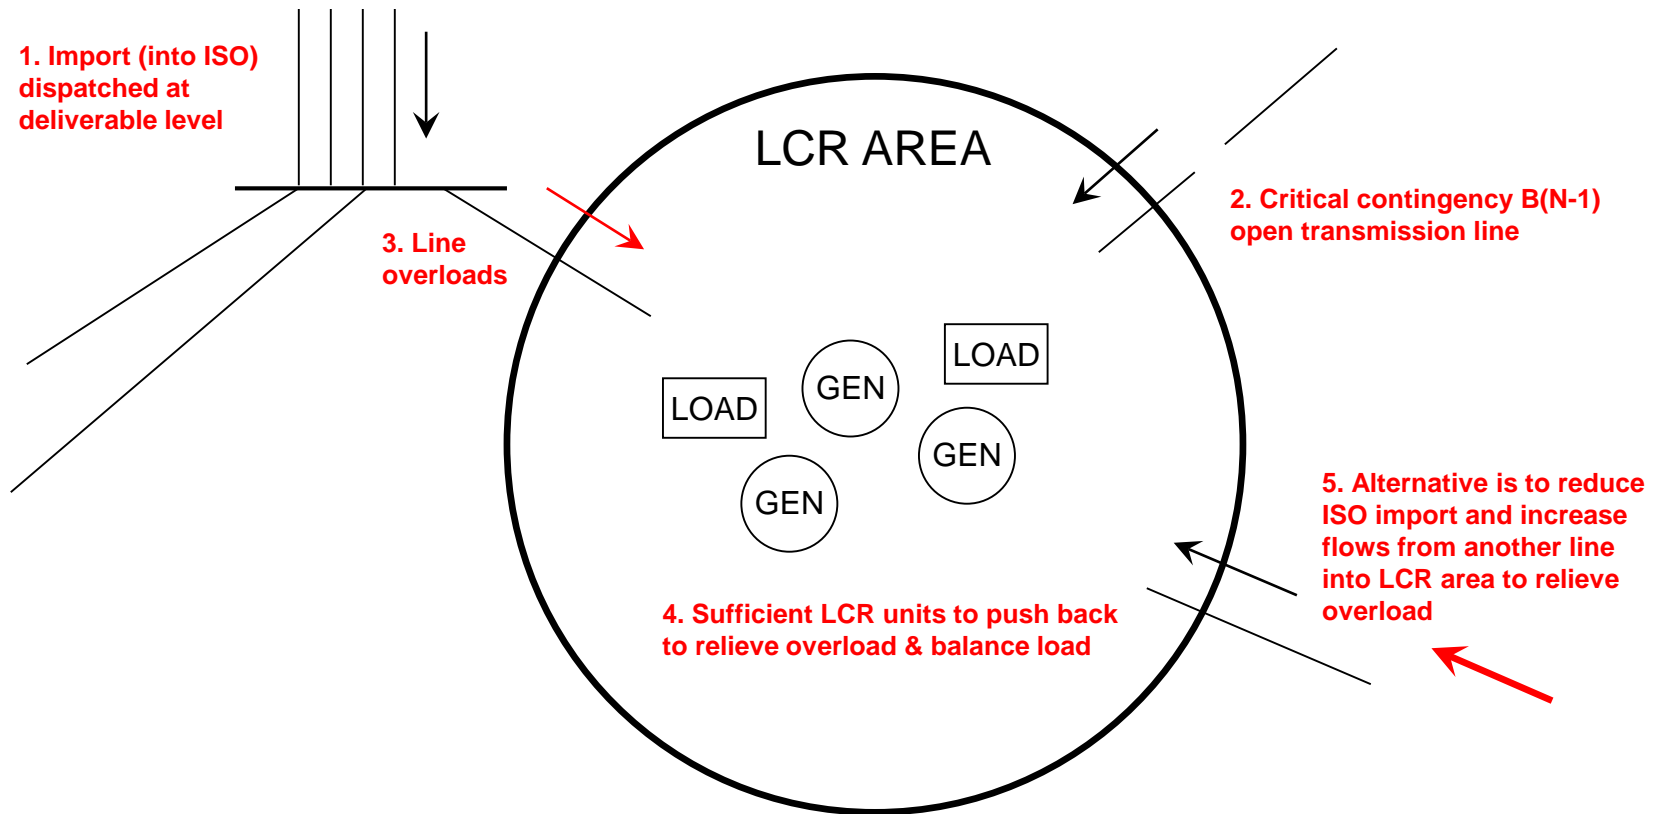 1. Import (into ISO)
dispatched at
deliverable level
LCR AREA
2. Critical contingency B(N-1)
open transmission line
3. Line
overloads
LOAD
GEN
LOAD
GEN
GEN
5. Alternative is to reduce
ISO import and increase
flows from another line
into LCR area to relieve
overload
4. Sufficient LCR units to push back
to relieve overload & balance load